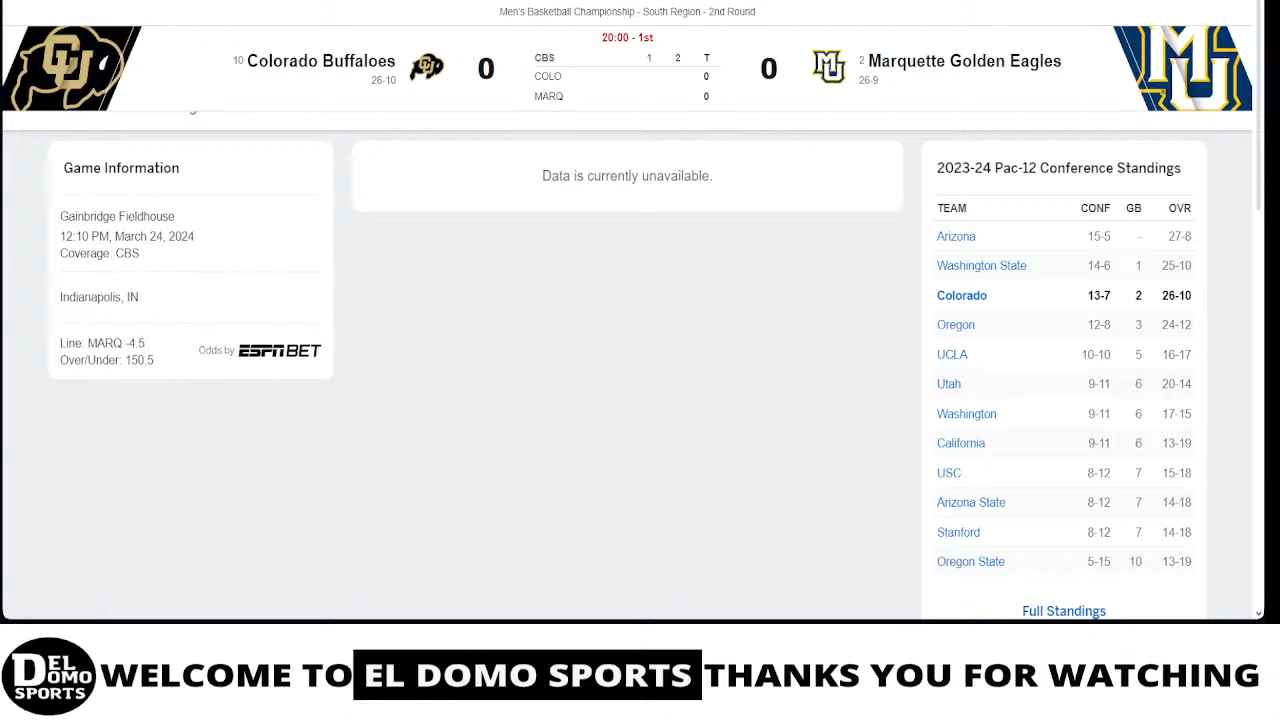 Men's Basketball Championship - South Region - 2nd Round
20:00 - 1st
10 Colorado Buffaloes
26-10
0
CBS 1 2 T
COLO 0
MARQ 0
0
2 Marquette Golden Eagles
26-9
CU
MU
MU
Game Information
Gainbridge Fieldhouse
12:10 PM, March 24, 2024
Coverage: CBS
Indianapolis, IN
Line: MARQ -4.5
Over/Under: 150.5
Odds by ESPN BET
Data is currently unavailable.
2023-24 Pac-12 Conference Standings
TEAM CONF GB OVR
Arizona 15-5 - 27-8
Washington State 14-6 1 25-10
Colorado 13-7 2 26-10
Oregon 12-8 3 24-12
UCLA 10-10 5 16-17
Utah 9-11 6 20-14
Washington 9-11 6 17-15
California 9-11 6 13-19
USC 8-12 7 15-18
Arizona State 8-12 7 14-18
Stanford 8-12 7 14-18
Oregon State 5-15 10 13-19
Full Standings
DEL DOMO SPORTS
WELCOME TO EL DOMO SPORTS THANKS YOU FOR WATCHING